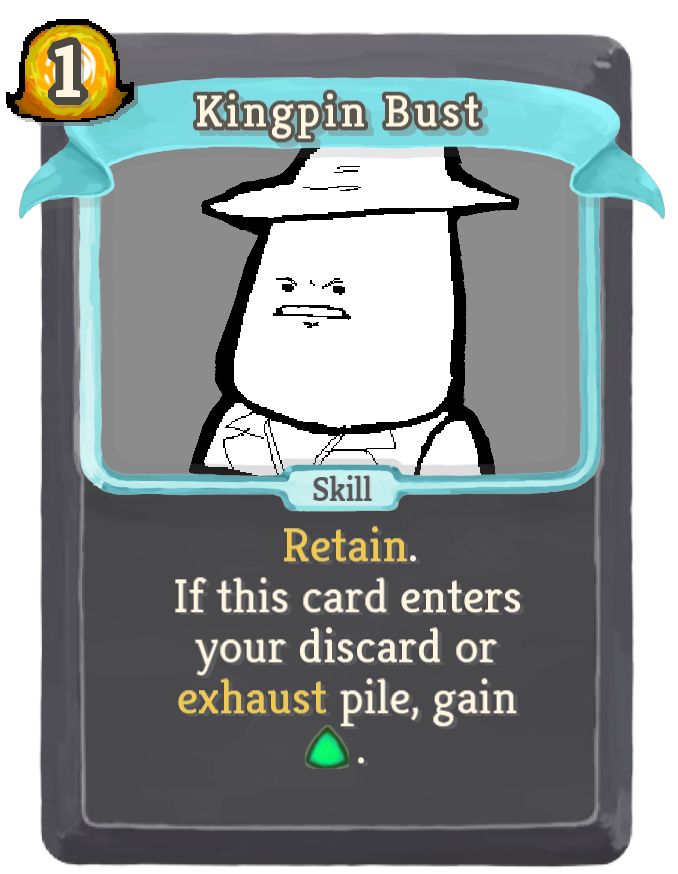 1
Kingpin Bust
Skill
Retain.
If this card enters
your discard or
exhaust pile, gain
.